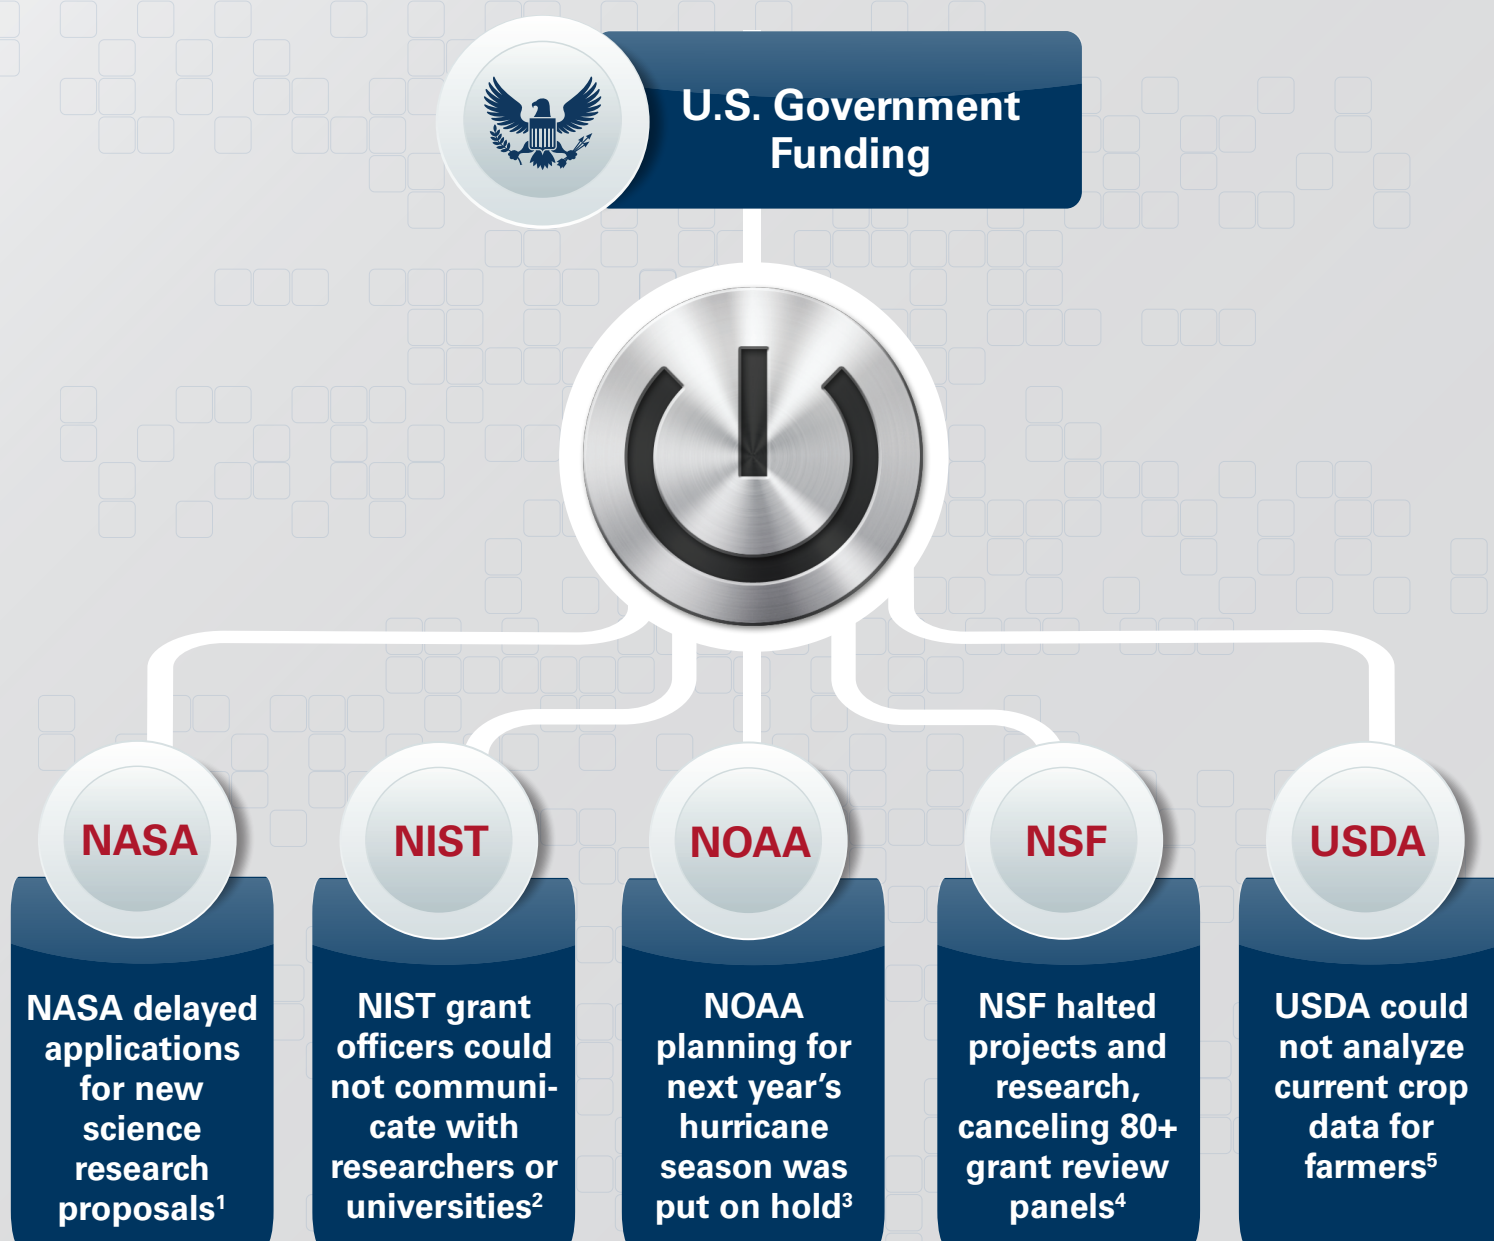 U.S. Government
Funding
NASA
NIST
NOAA
NSF
USDA
NASA delayed
applications
for new
science
research
proposals¹
NIST grant
officers could
not communi-
cate with
researchers or
universities²
NOAA
planning for
next year’s
hurricane
season was
put on hold³
NSF halted
projects and
research,
canceling 80+
grant review
panels⁴
USDA could
not analyze
current crop
data for
farmers⁵